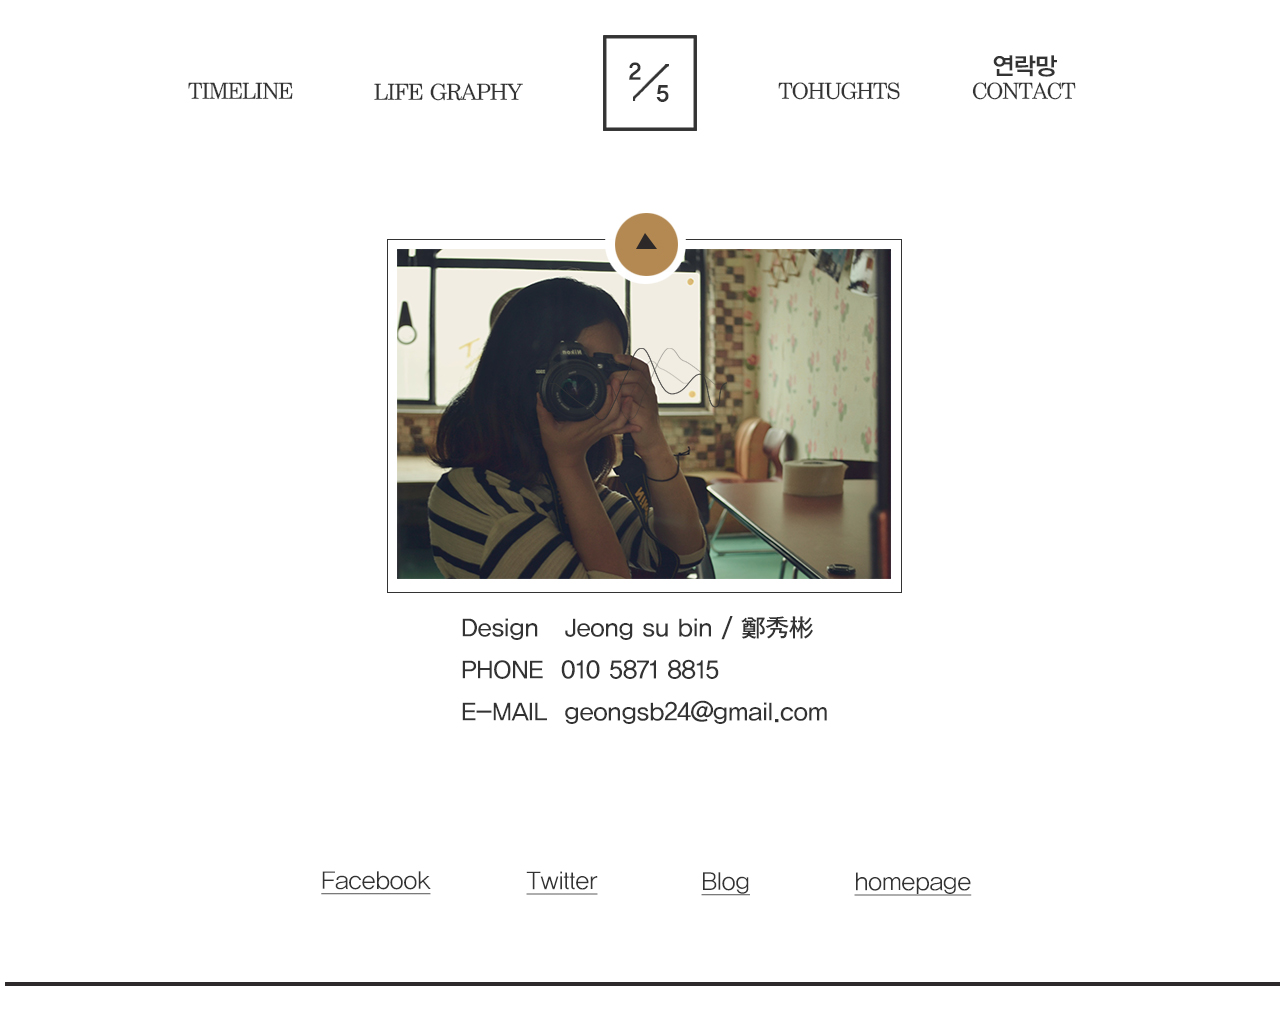 TIMELINE
LIFE GRAPHY
2/5
TOHUGHTS
연락망
CONTACT
Design Jeong su bin / 鄭秀彬
PHONE 010 5871 8815
E-MAIL geongsb24@gmail.com
Facebook
Twitter
Blog
homepage